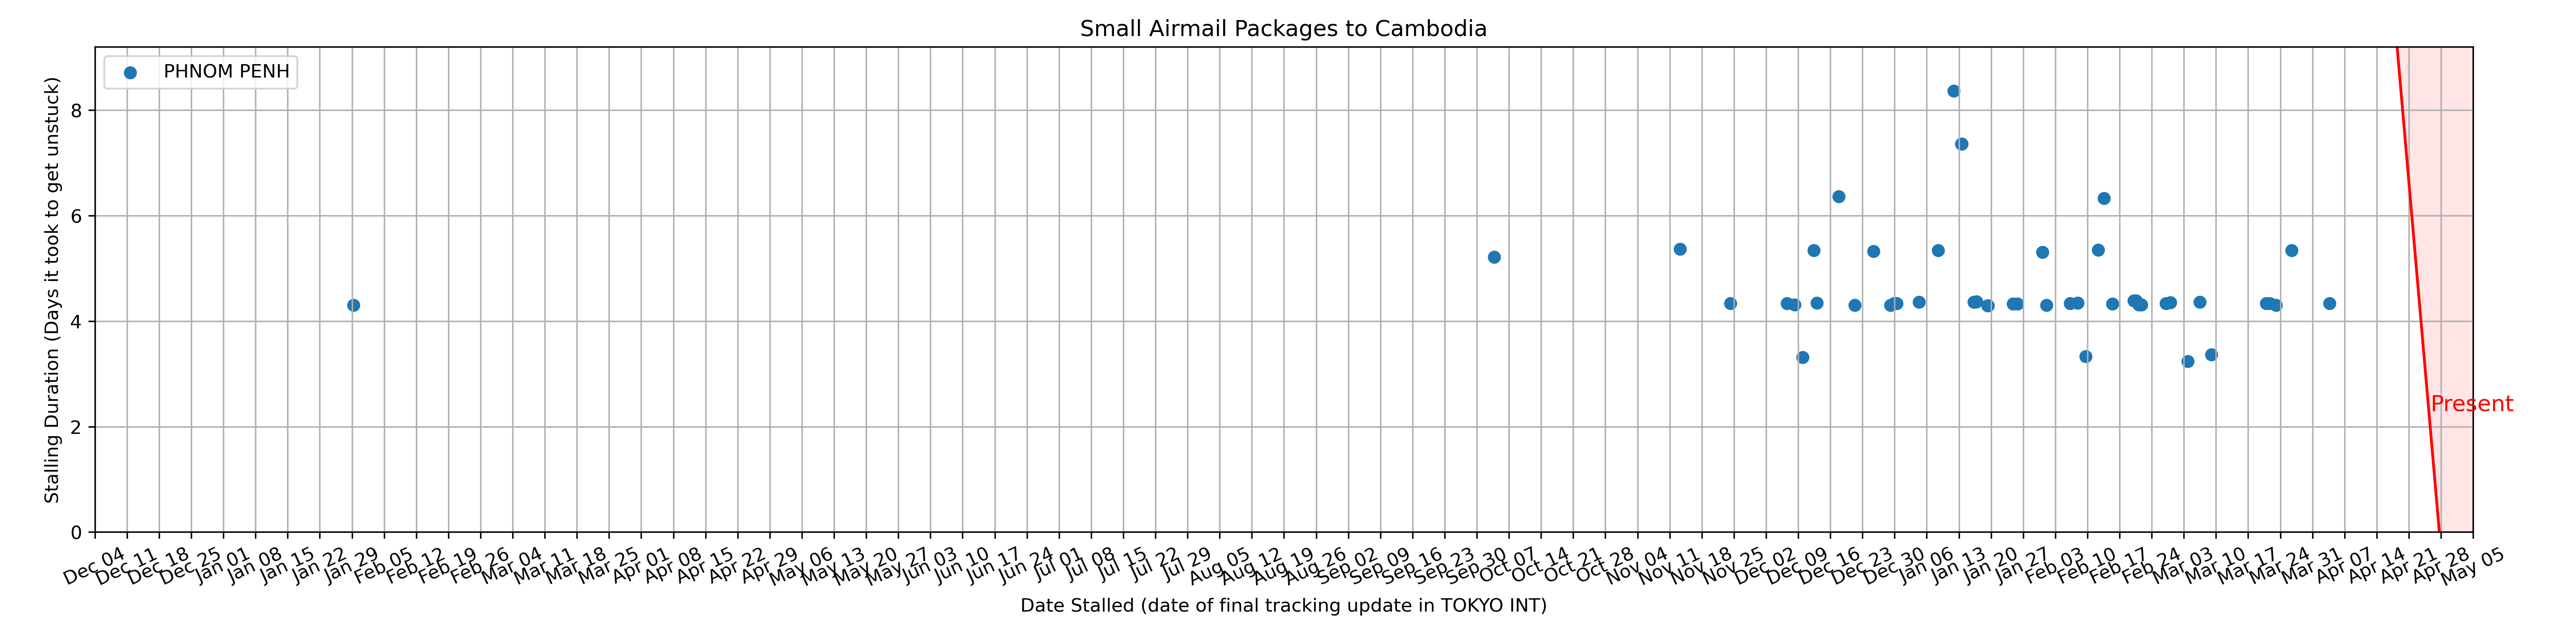 Small Airmail Packages to Cambodia
PHNOM PENH
Stalling Duration (Days it took to get unstuck)
8
6
4
2
0
Present
Dec 04 Dec 11 Dec 18 Dec 25 Jan 01 Jan 08 Jan 15 Jan 22 Jan 29 Feb 05 Feb 12 Feb 19 Feb 26 Mar 04 Mar 11 Mar 18 Mar 25 Apr 01 Apr 08 Apr 15 Apr 22 Apr 29 May 06 May 13 May 20 May 27 Jun 03 Jun 10 Jun 17 Jun 24 Jul 01 Jul 08 Jul 15 Jul 22 Jul 29 Aug 05 Aug 12 Aug 19 Aug 26 Sep 02 Sep 09 Sep 16 Sep 23 Sep 30 Oct 07 Oct 14 Oct 21 Oct 28 Nov 04 Nov 11 Nov 18 Nov 25 Dec 02 Dec 09 Dec 16 Dec 23 Dec 30 Jan 06 Jan 13 Jan 20 Jan 27 Feb 03 Feb 10 Feb 17 Feb 24 Mar 03 Mar 10 Mar 17 Mar 24 Mar 31 Apr 07 Apr 14 Apr 21 Apr 28 May 05
Date Stalled (date of final tracking update in TOKYO INT)